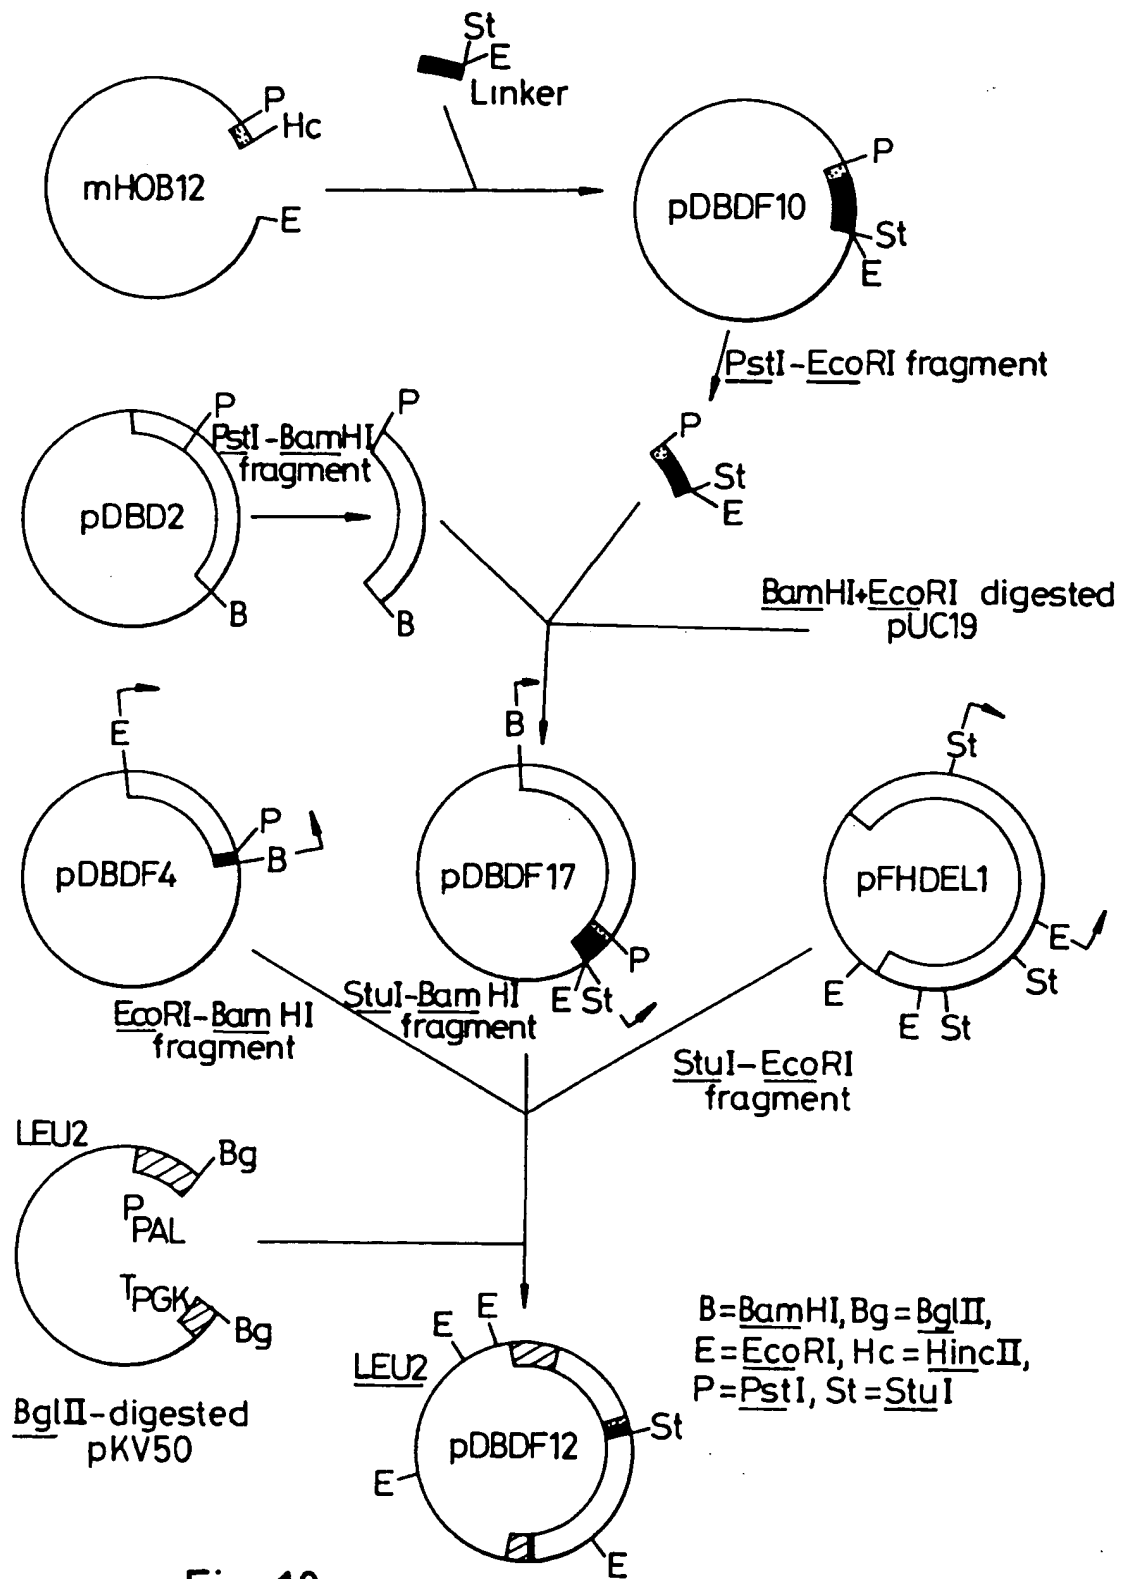 St
E
Linker
P
Hc
mHOB12
E
P
pDBDF10
St
E
PstI-EcoRI fragment
P
PstI-BamHI
fragment
P
pDBD2
B
B
P
St
E
BamHI+EcoRI digested
pUC19
E
P
B
pDBDF4
B
pDBDF17
P
E St
St
pFHDEL1
E
St
E
E St
EcoRI-Bam HI
fragment
StuI-Bam HI
fragment
StuI-EcoRI
fragment
LEU2
Bg
PPAL
TPGK
Bg
BglII-digested
pKV50
E
E
LEU2
St
pDBDF12
E
E
B=BamHI, Bg=BglII,
E=EcoRI, Hc=HincII,
P=PstI, St=StuI